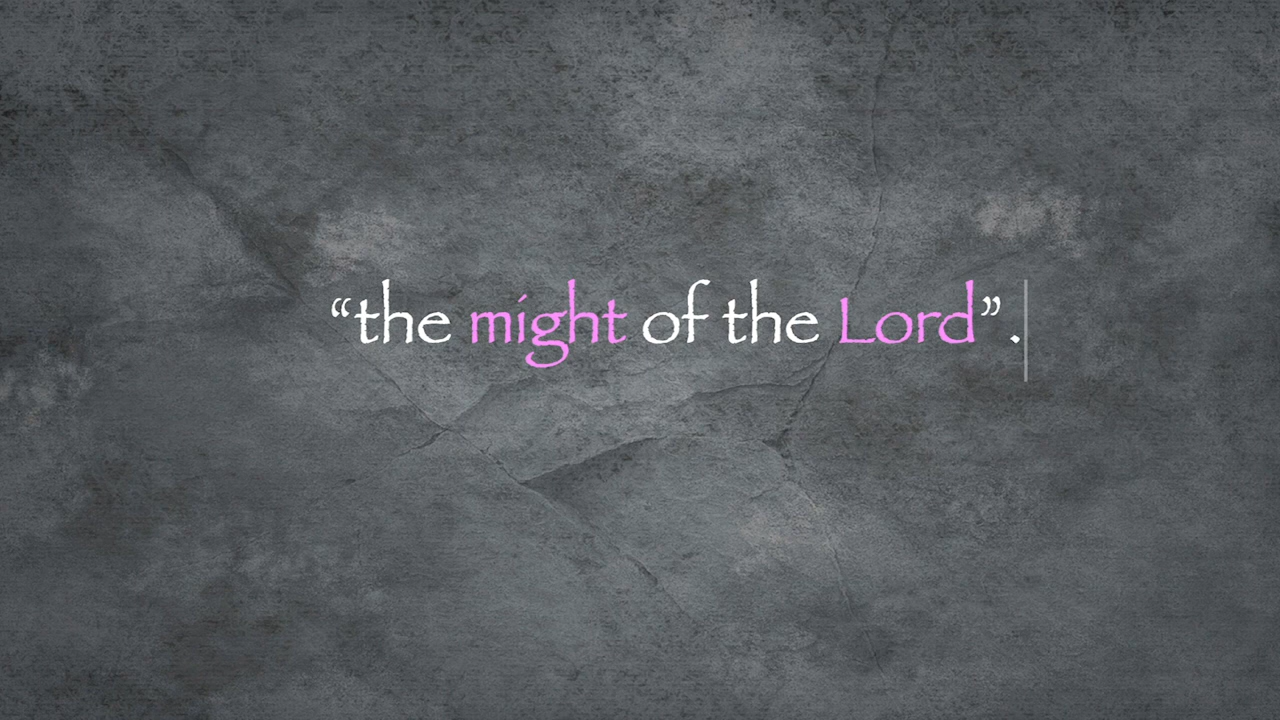 “the might of the Lord” .